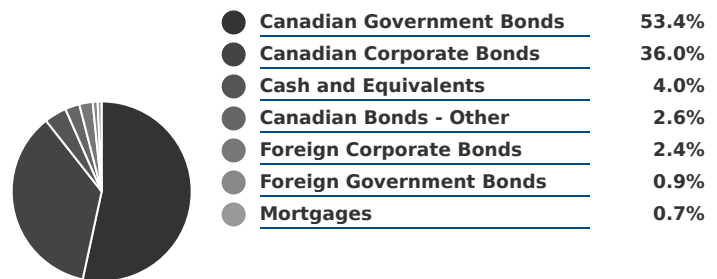 Canadian Government Bonds 53.4%
Canadian Corporate Bonds 36.0%
Cash and Equivalents 4.0%
Canadian Bonds - Other 2.6%
Foreign Corporate Bonds 2.4%
Foreign Government Bonds 0.9%
Mortgages 0.7%